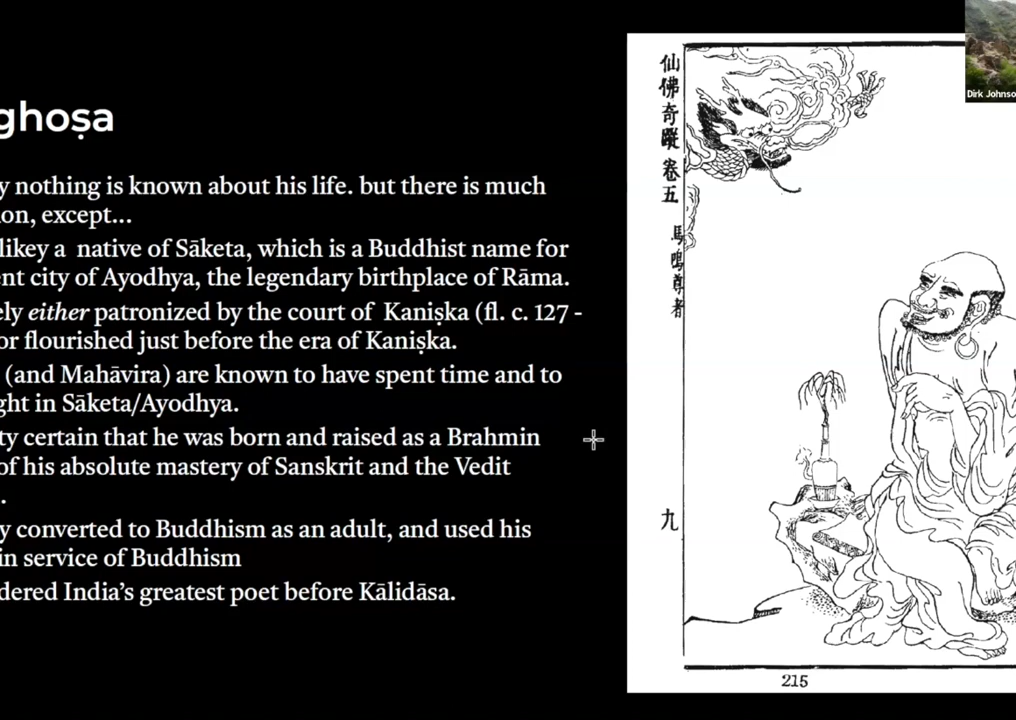 ghoṣa
y nothing is known about his life. but there is much
ion, except...
likey a native of Sāketa, which is a Buddhist name for
ent city of Ayodhya, the legendary birthplace of Rāma.
ely either patronized by the court of Kaniṣka (fl. c. 127 -
or flourished just before the era of Kaniṣka.
(and Mahāvira) are known to have spent time and to
ght in Sāketa/Ayodhya.
ty certain that he was born and raised as a Brahmin
of his absolute mastery of Sanskrit and the Vedit
.
y converted to Buddhism as an adult, and used his
in service of Buddhism
dered India's greatest poet before Kālidāsa.
仙佛奇蹤卷五
馬鳴尊者
九
215
Dirk Johnso